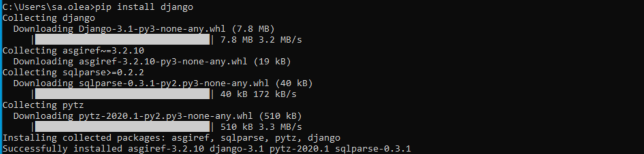 C:\Users\sa.olea>pip install django
Collecting django
  Downloading Django-3.1-py3-none-any.whl (7.8 MB)
     |████████████████████████████████| 7.8 MB 3.2 MB/s
Collecting asgiref~=3.2.10
  Downloading asgiref-3.2.10-py3-none-any.whl (19 kB)
Collecting sqlparse>=0.2.2
  Downloading sqlparse-0.3.1-py2.py3-none-any.whl (40 kB)
     |████████████████████████████████| 40 kB 172 kB/s
Collecting pytz
  Downloading pytz-2020.1-py2.py3-none-any.whl (510 kB)
     |████████████████████████████████| 510 kB 3.3 MB/s
Installing collected packages: asgiref, sqlparse, pytz, django
Successfully installed asgiref-3.2.10 django-3.1 pytz-2020.1 sqlparse-0.3.1